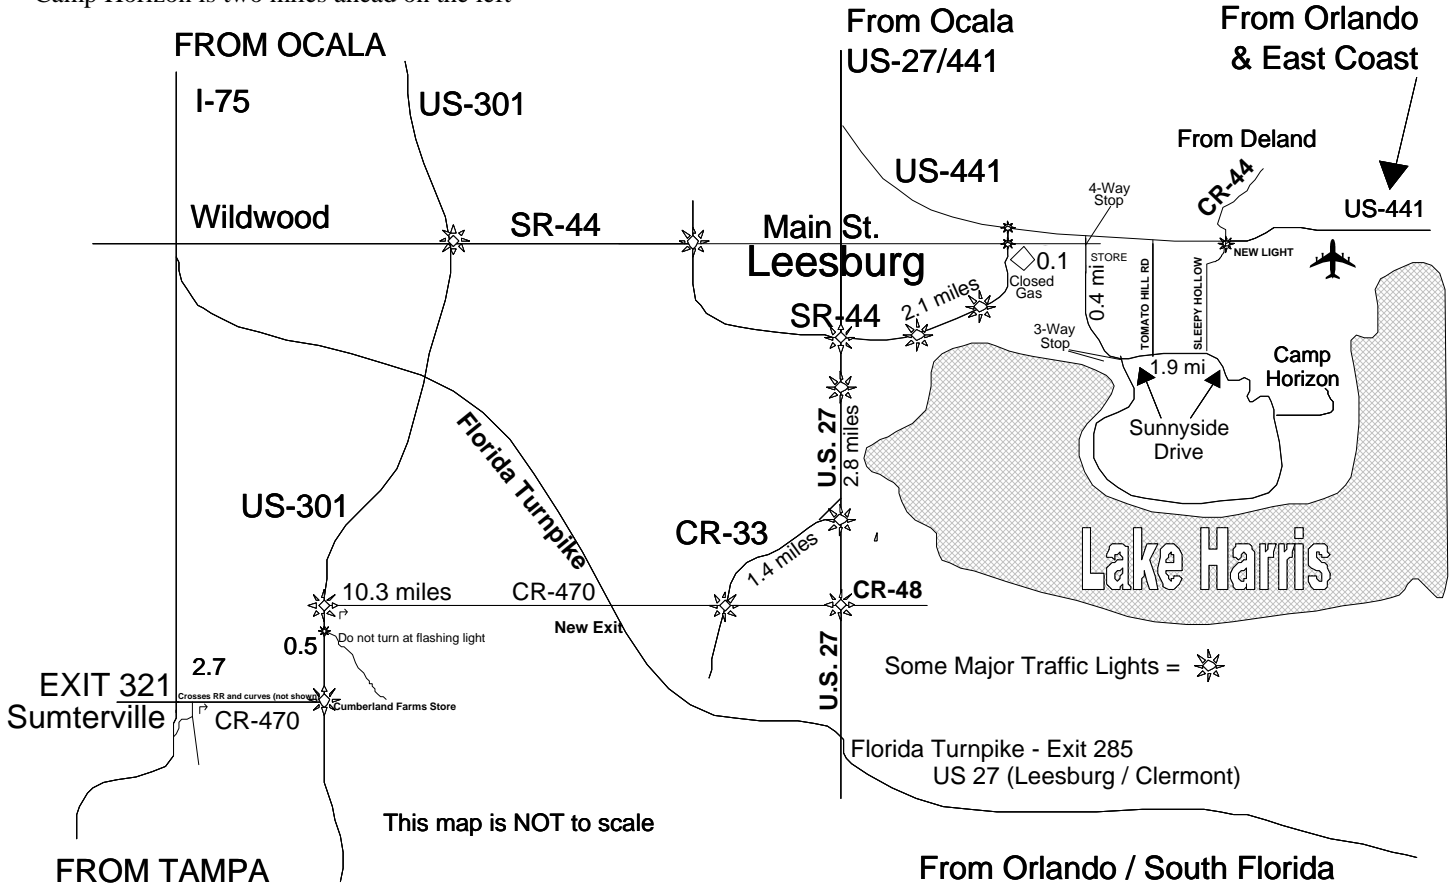 Camp Horizon is two miles ahead on the left
FROM OCALA
I-75
US-301
From Ocala
US-27/441
From Orlando
& East Coast
From Deland
CR-44
US-441
US-441
4-Way
Stop
Wildwood
SR-44
Main St.
Leesburg
STORE
NEW LIGHT
0.1
Closed
Gas
0.4 mi
TOMATO HILL RD
SLEEPY HOLLOW
2.1 miles
SR-44
3-Way
Stop
1.9 mi
Camp
Horizon
Sunnyside
Drive
U.S. 27
2.8 miles
Florida Turnpike
US-301
CR-33
1.4 miles
Lake Harris
10.3 miles
CR-470
CR-48
New Exit
0.5
Do not turn at flashing light
2.7
EXIT 321
Sumterville
Crosses RR and curves (not shown)
CR-470
Cumberland Farms Store
U.S. 27
Some Major Traffic Lights =
Florida Turnpike - Exit 285
US 27 (Leesburg / Clermont)
This map is NOT to scale
FROM TAMPA
From Orlando / South Florida